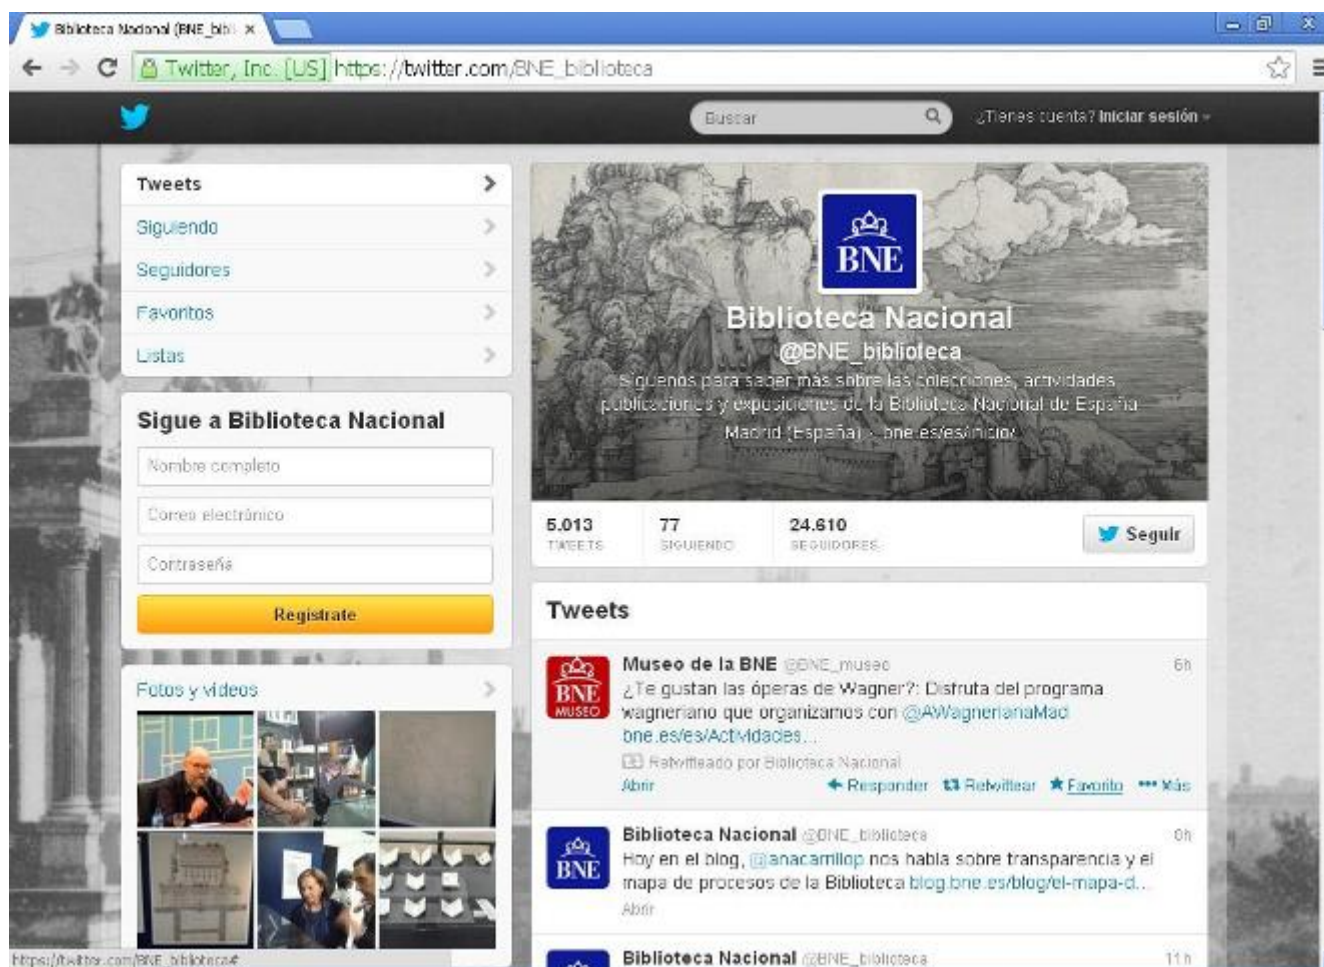 Biblioteca Nacional (BNE_bibli
Twitter, Inc. [US] https://twitter.com/BNE_biblioteca
Buscar
¿Tienes cuenta? Iniciar sesión
Tweets
Siguiendo
Seguidores
Favoritos
Listas
Sigue a Biblioteca Nacional
Nombre completo
Correo electrónico
Contraseña
Regístrate
Fotos y vídeos
BNE
Biblioteca Nacional
@BNE_biblioteca
Síguenos para saber más sobre las colecciones, actividades
publicaciones y exposiciones de la Biblioteca Nacional de España
Madrid (España) · bne.es/es/inicio/
5.013 77 24.610
TWEETS SIGUIENDO SEGUIDORES
Seguir
Tweets
BNE
MUSEO
Museo de la BNE @BNE_museo 6h
¿Te gustan las óperas de Wagner?: Disfruta del programa
wagneriano que organizamos con @AWagnerianaMad
bne.es/es/Actividades...
Retwitteado por Biblioteca Nacional
Abrir Responder Retwittear Favorito Más
BNE
Biblioteca Nacional @BNE_biblioteca
Hoy en el blog, @anacarrillop nos habla sobre transparencia y el
mapa de procesos de la Biblioteca blog.bne.es/blog/el-mapa-d...
Abrir
Biblioteca Nacional @BNE_biblioteca 11h
https://twitter.com/BNE_biblioteca#